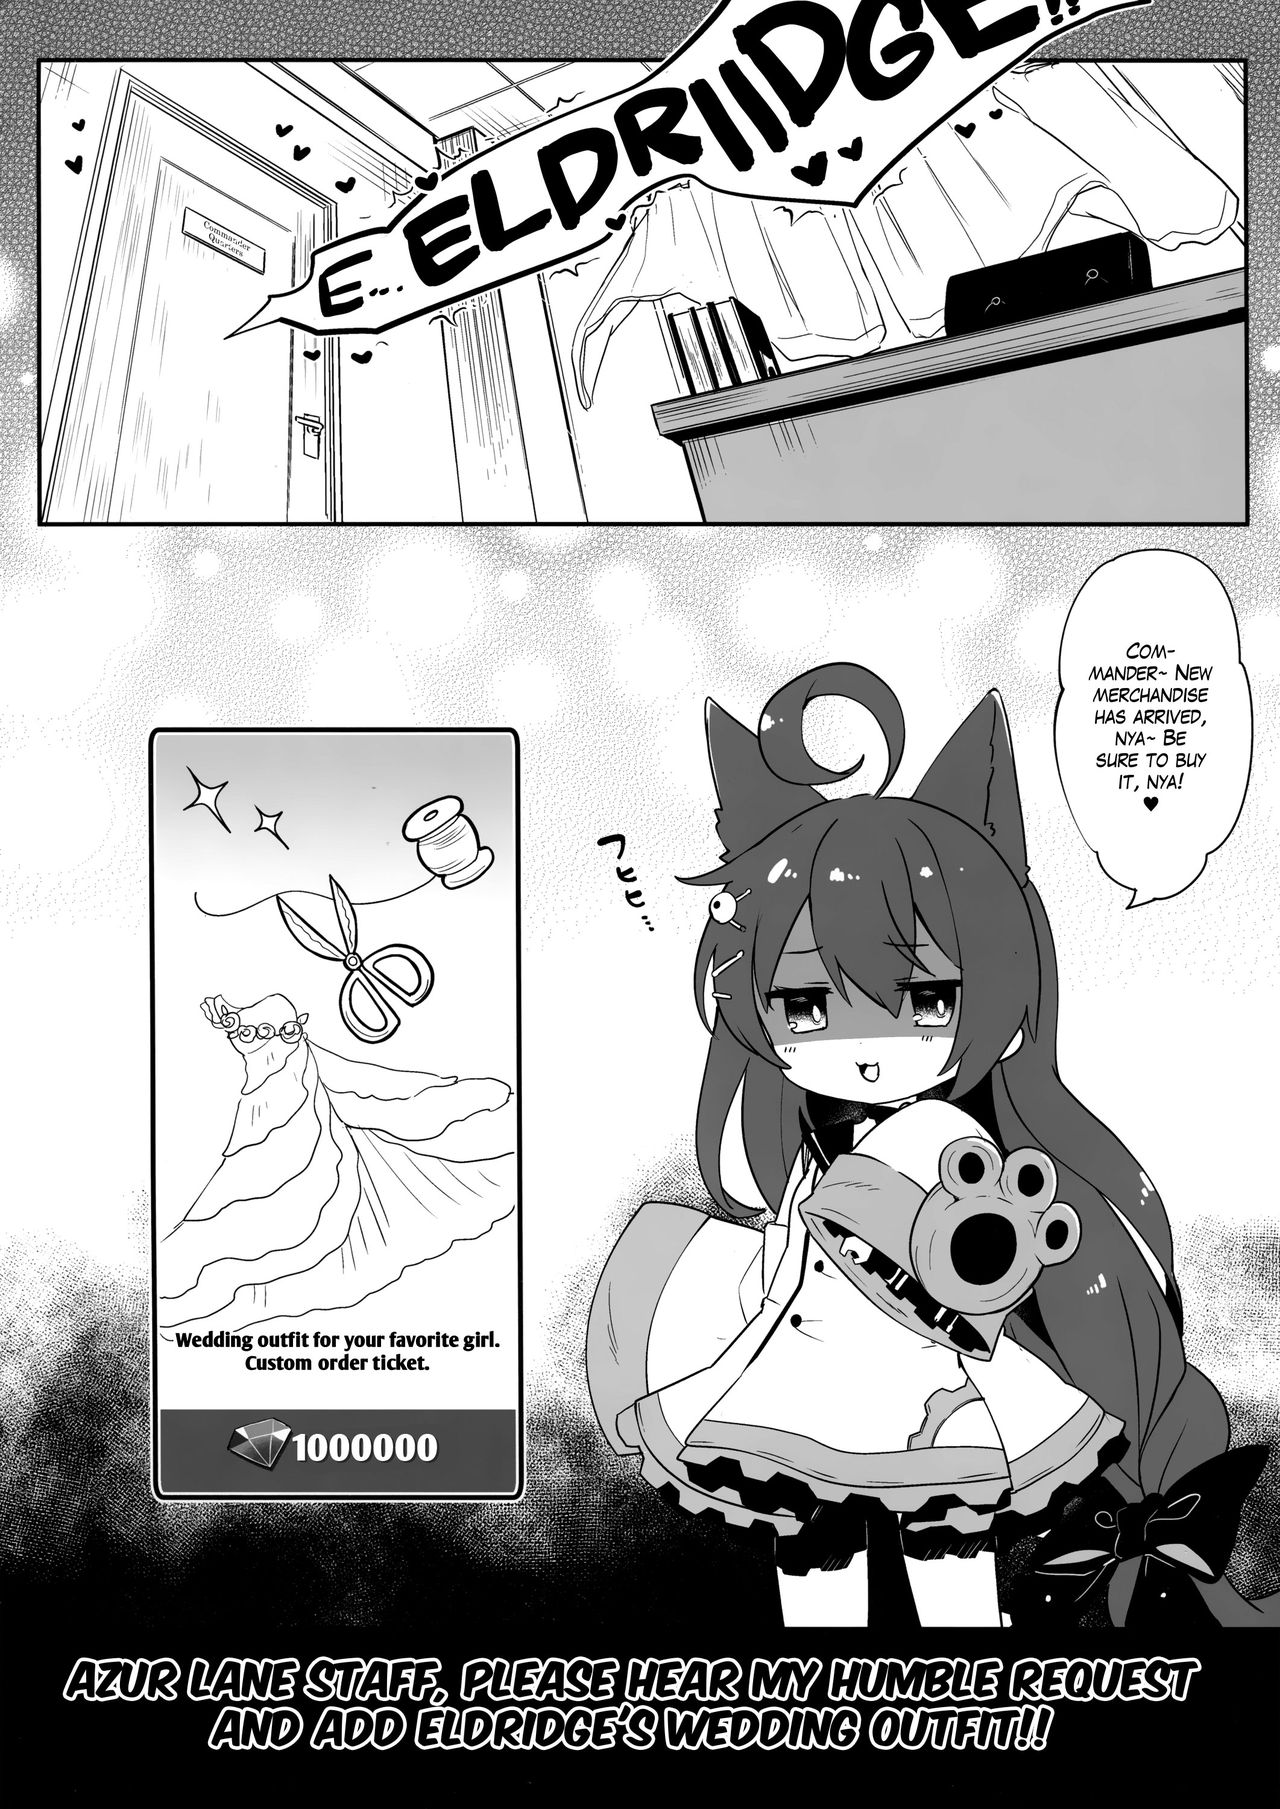 E... ELDRIIDGE!!
Commander
Quarters
COM-
MANDER~ NEW
MERCHANDISE
HAS ARRIVED,
NYA~ BE
SURE TO BUY
IT, NYA!
♥
フヒヒ...
Wedding outfit for your favorite girl.
Custom order ticket.
1000000
AZUR LANE STAFF, PLEASE HEAR MY HUMBLE REQUEST
AND ADD ELDRIDGE'S WEDDING OUTFIT!!